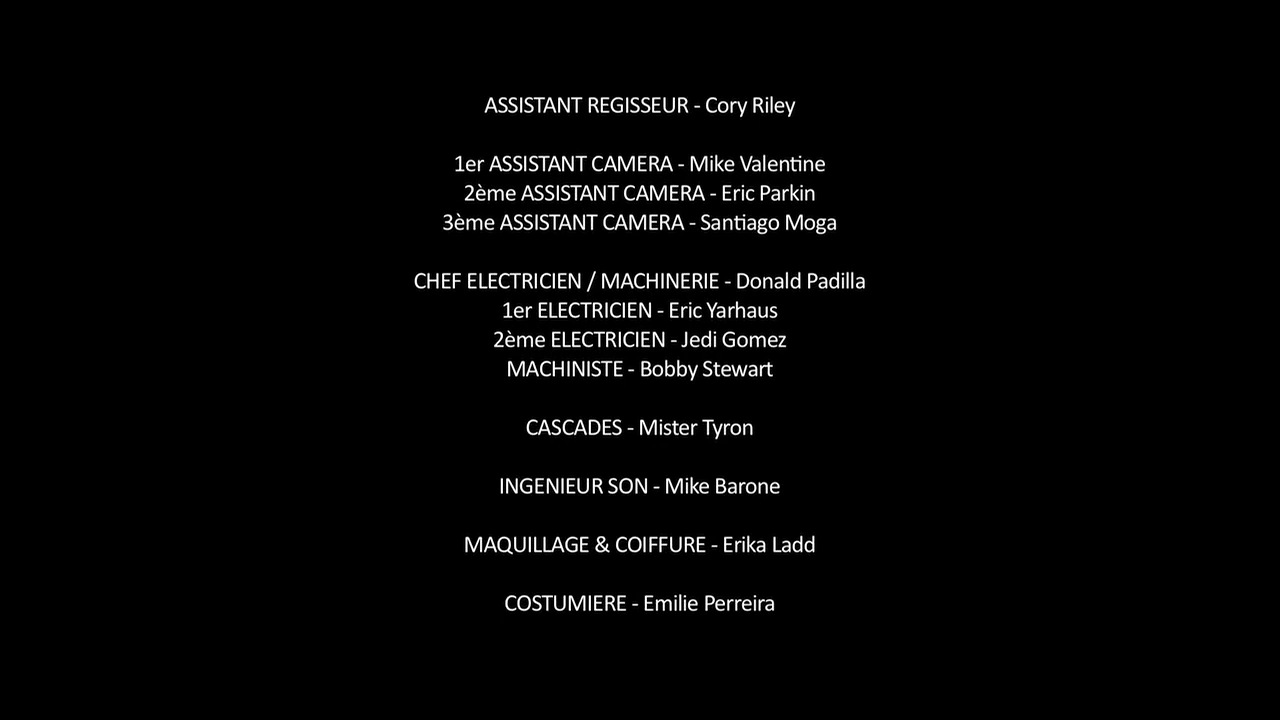 ASSISTANT REGISSEUR - Cory Riley
1er ASSISTANT CAMERA - Mike Valentine
2ème ASSISTANT CAMERA - Eric Parkin
3ème ASSISTANT CAMERA - Santiago Moga
CHEF ELECTRICIEN / MACHINERIE - Donald Padilla
1er ELECTRICIEN - Eric Yarhaus
2ème ELECTRICIEN - Jedi Gomez
MACHINISTE - Bobby Stewart
CASCADES - Mister Tyron
INGENIEUR SON - Mike Barone
MAQUILLAGE & COIFFURE - Erika Ladd
COSTUMIERE - Emilie Perreira